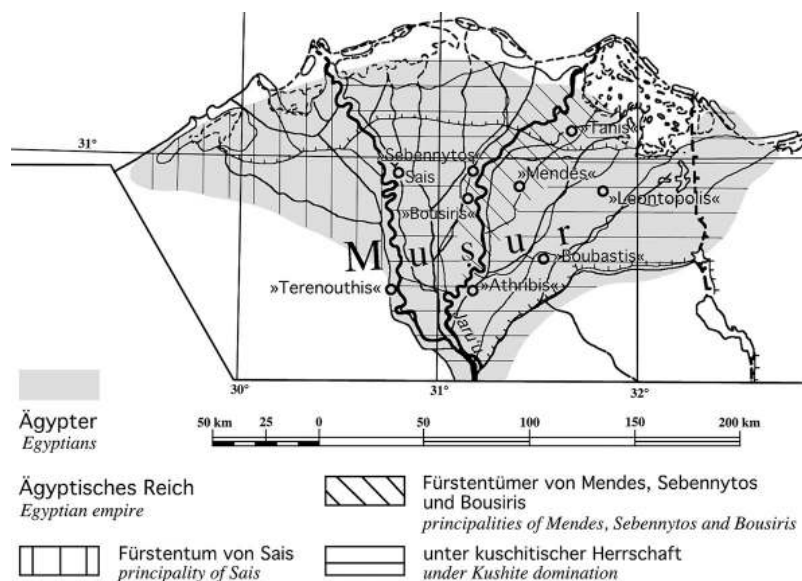 31°
»Tanis«
Sebennytos«
Sais
»Mendes«
»Leontopolis«
»Bousiris«
M u ṣ u r
»Boubastis«
»Terenouthis«
»Athribis«
Jaru'u
30°
31°
32°
50 km 25 0 50 100 150 200 km
Ägypter
Egyptians
Ägyptisches Reich
Egyptian empire
Fürstentum von Sais
principality of Sais
Fürstentümer von Mendes, Sebennytos
und Bousiris
principalities of Mendes, Sebennytos and Bousiris
unter kuschitischer Herrschaft
under Kushite domination